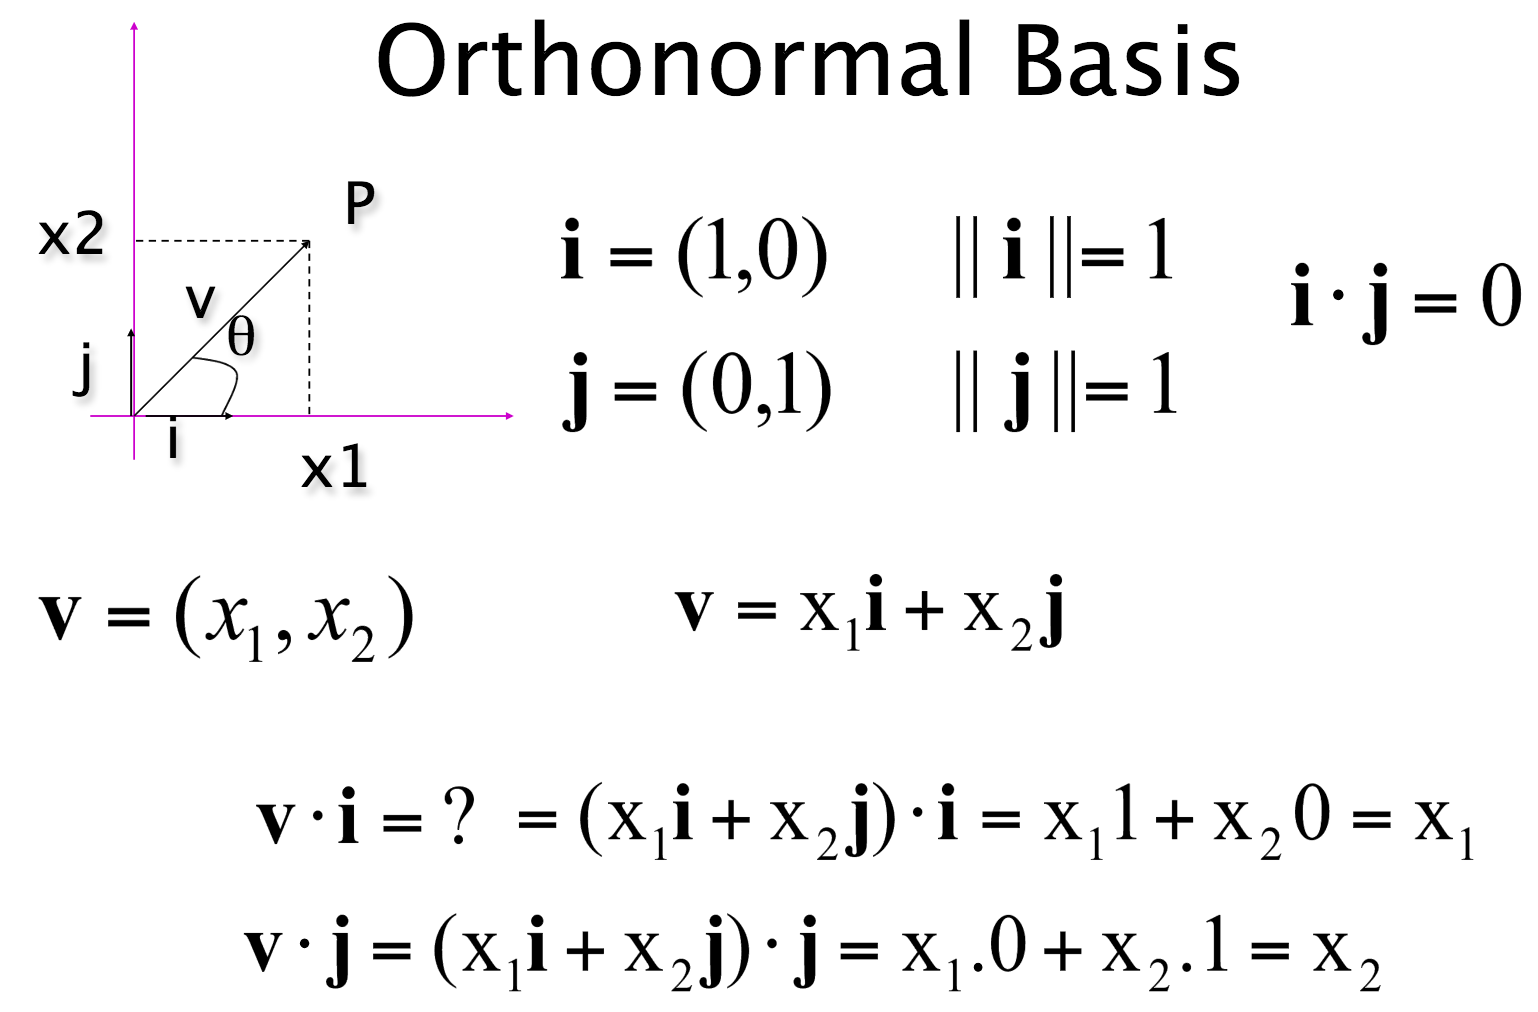 Orthonormal Basis
P
x2
v
θ
j
i
x1
i = (1,0) || i ||= 1
i · j = 0
j = (0,1) || j ||= 1
v = (x₁, x₂)
v = x₁i + x₂j
v · i = ? = (x₁i + x₂j) · i = x₁1 + x₂0 = x₁
v · j = (x₁i + x₂j) · j = x₁.0 + x₂.1 = x₂